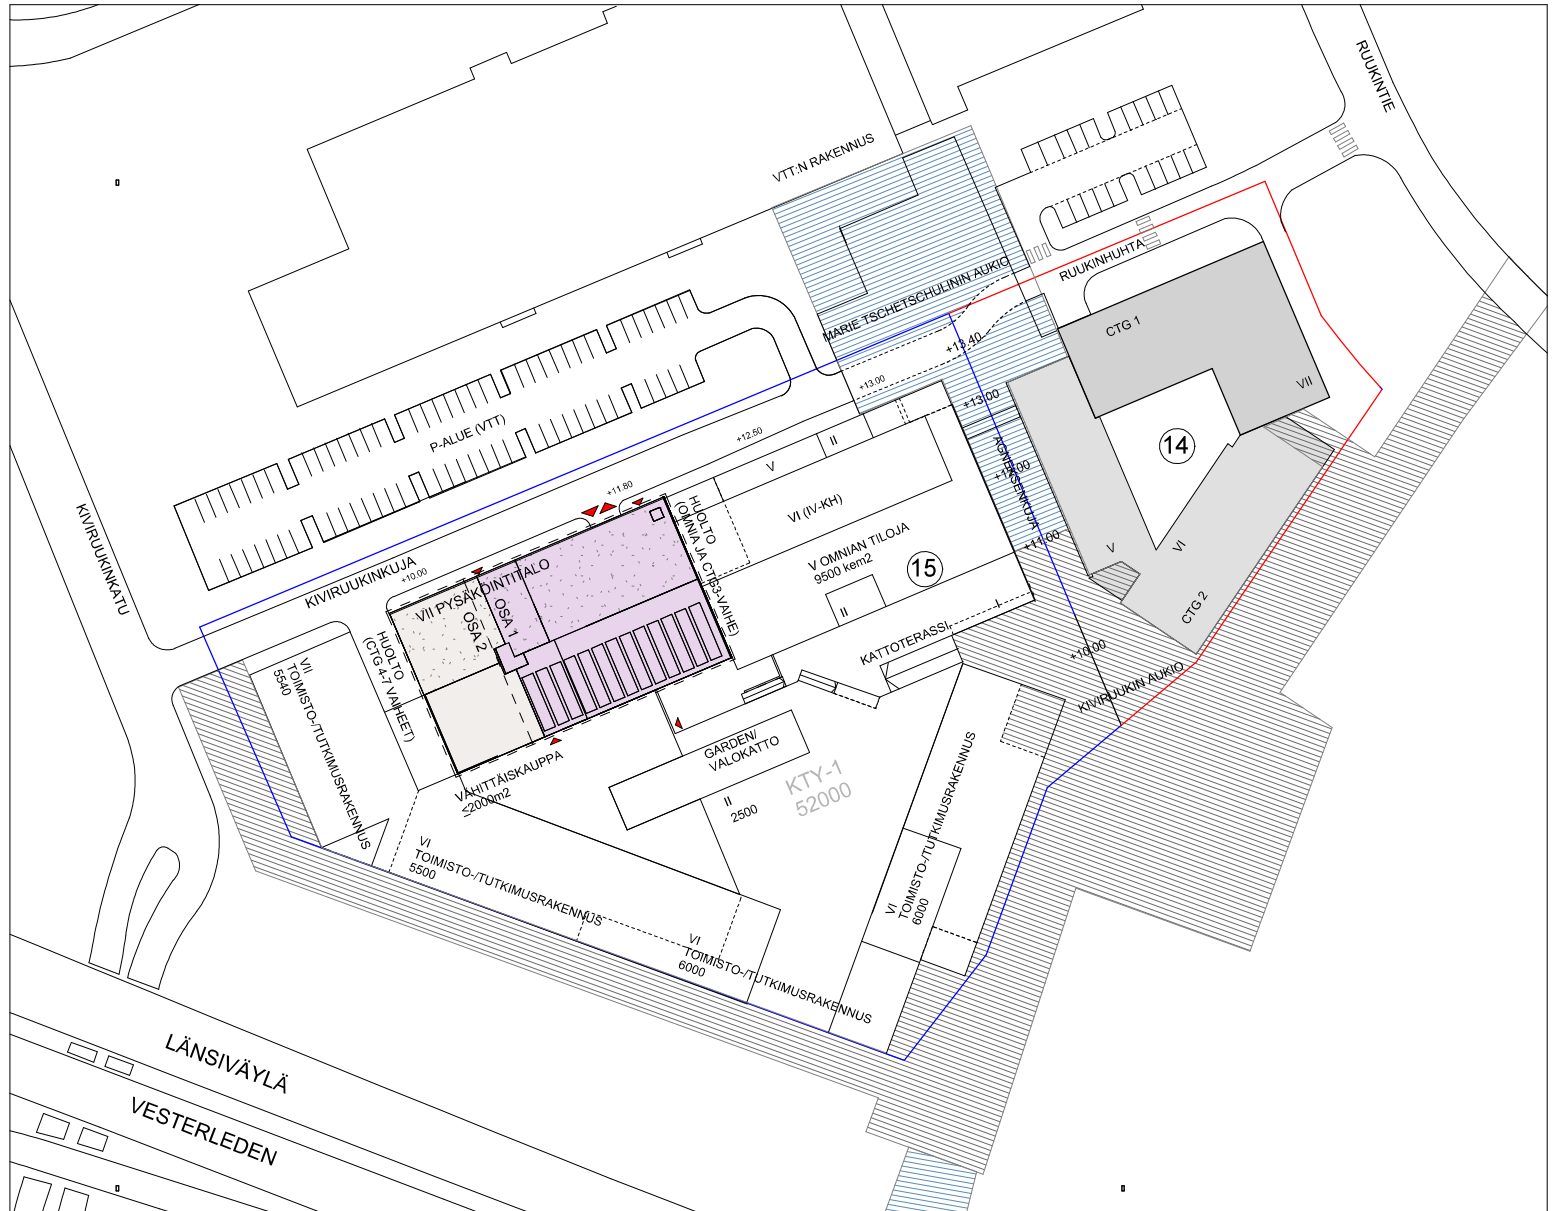 RUUKINTIE
VTT:N RAKENNUS
MARIE TSCHETSCHULININ AUKIO
RUUKINHUHTA
CTG 1
VII
14
+13.40
+13.00
+13.00
+12.60
P-ALUE (VTT)
II
V
AGNEKSENKUJA
+11.00
+11.80
HUOLTO
(OMNIA JA CTG3-VAIHE)
VI (IV-KH)
V OMNIAN TILOJA
9500 kem2
15
II
I
KATTOTERASSI
V
VI
CTG 2
KIVIRUUKINKATU
KIVIRUUKINKUJA
+10.00
VII PYSÄKÖINTITALO
OSA 1
OSA 2
HUOLTO
(CTG 4-7 VAIHEET)
VII
TOIMISTO-/TUTKIMUSRAKENNUS
5540
+10.00
KIVIRUUKIN AUKIO
GARDEN/
VALOKATTO
VÄHITTÄISKAUPPA
≤2000m2
II
2500
KTY-1
52000
VI
TOIMISTO-/TUTKIMUSRAKENNUS
5500
VI
TOIMISTO-/TUTKIMUSRAKENNUS
6000
VI
TOIMISTO-/TUTKIMUSRAKENNUS
6000
LÄNSIVÄYLÄ
VESTERLEDEN